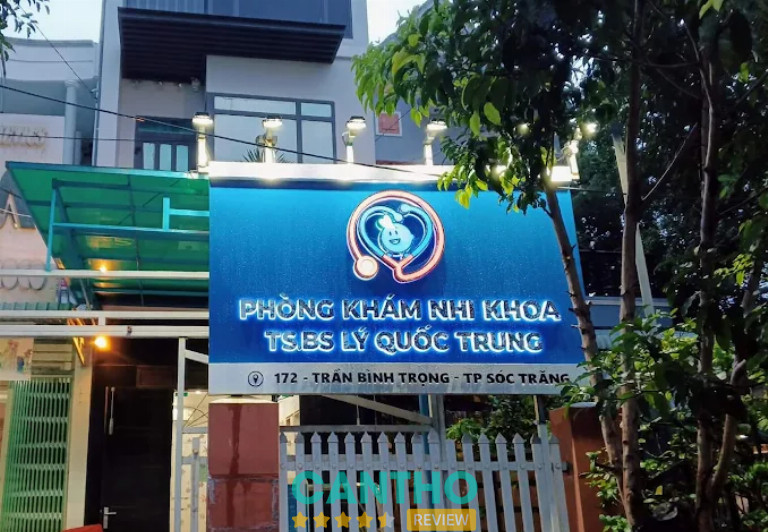 PHÒNG KHÁM NHI KHOA
TS.BS LÝ QUỐC TRUNG
172 - TRẦN BÌNH TRỌNG - TP SÓC TRĂNG
CANTHO
REVIEW